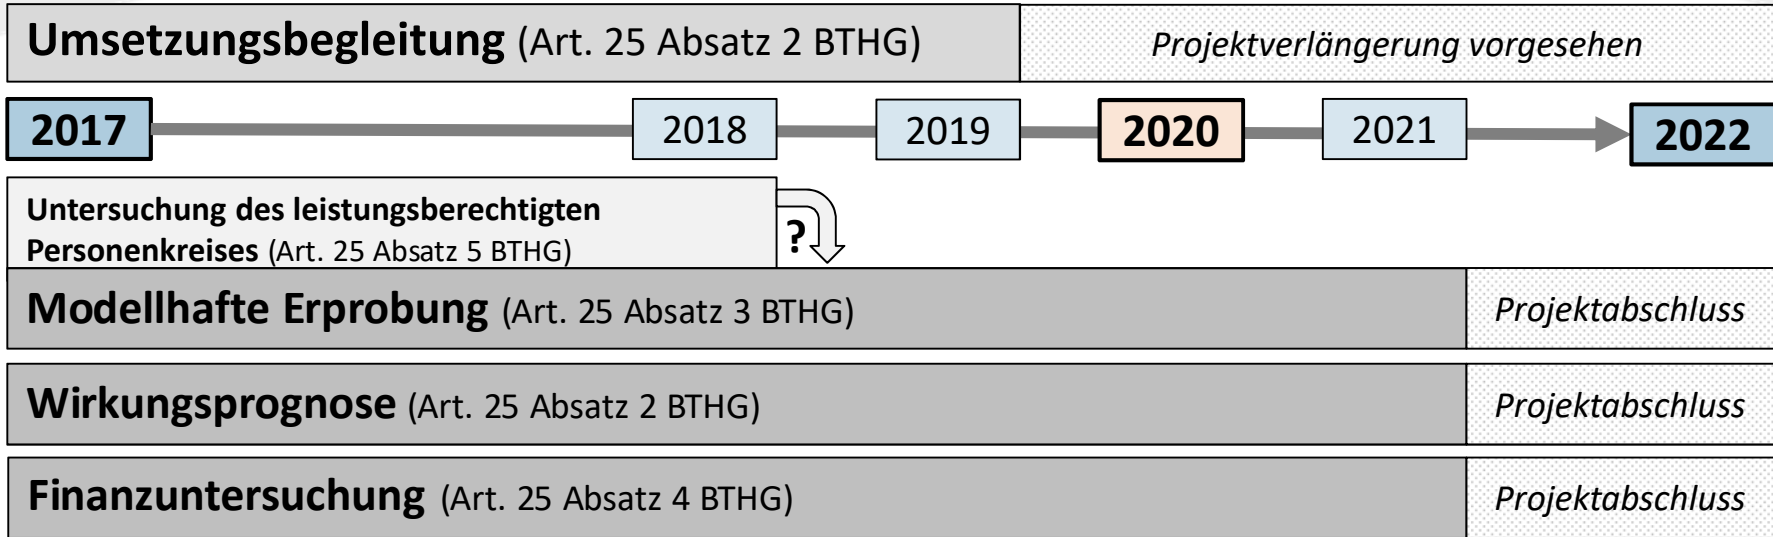 Umsetzungsbegleitung (Art. 25 Absatz 2 BTHG) Projektverlängerung vorgesehen
2017 2018 2019 2020 2021 2022
Untersuchung des leistungsberechtigten
Personenkreises (Art. 25 Absatz 5 BTHG)
?
Modellhafte Erprobung (Art. 25 Absatz 3 BTHG) Projektabschluss
Wirkungsprognose (Art. 25 Absatz 2 BTHG) Projektabschluss
Finanzuntersuchung (Art. 25 Absatz 4 BTHG) Projektabschluss